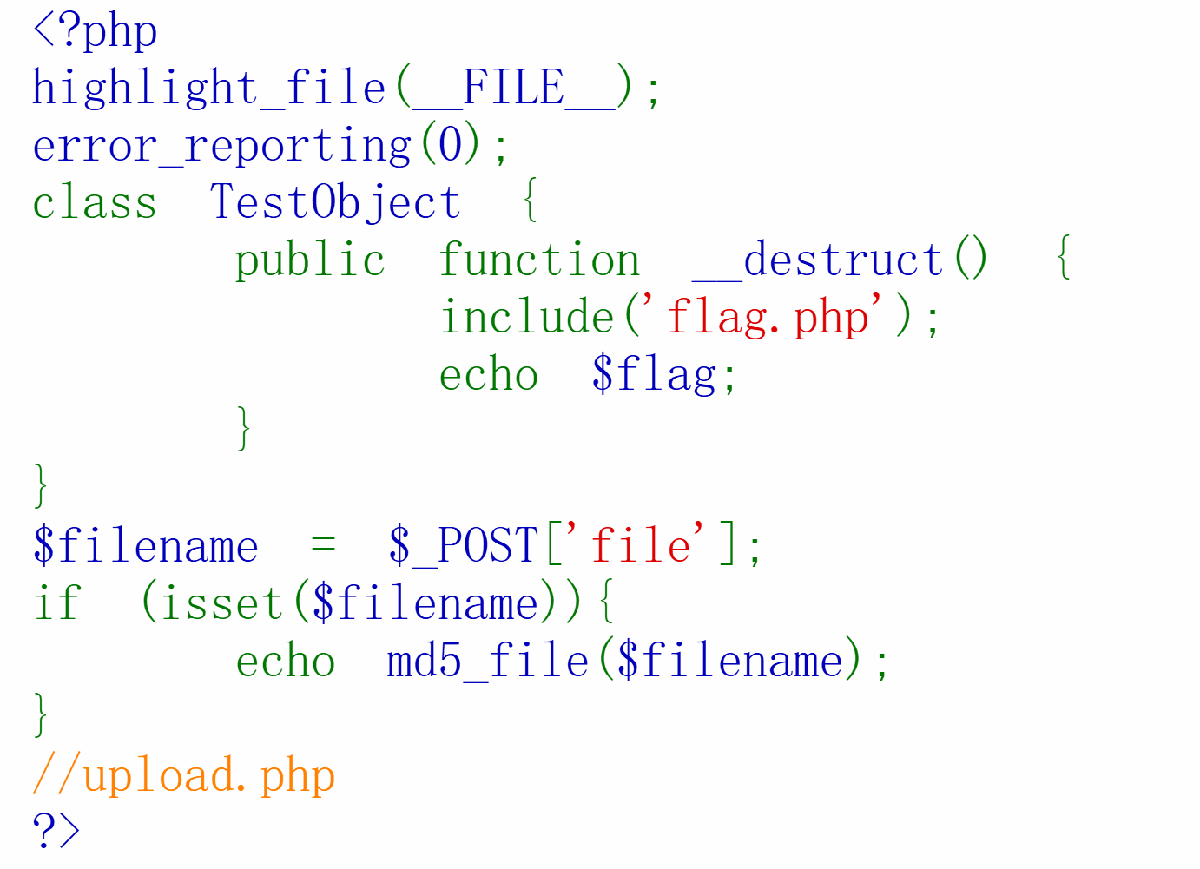 <?php
highlight_file(__FILE__);
error_reporting(0);
class TestObject {
public function __destruct() {
include('flag.php');
echo $flag;
}
}
$filename = $_POST['file'];
if (isset($filename)){
echo md5_file($filename);
}
//upload.php
?>